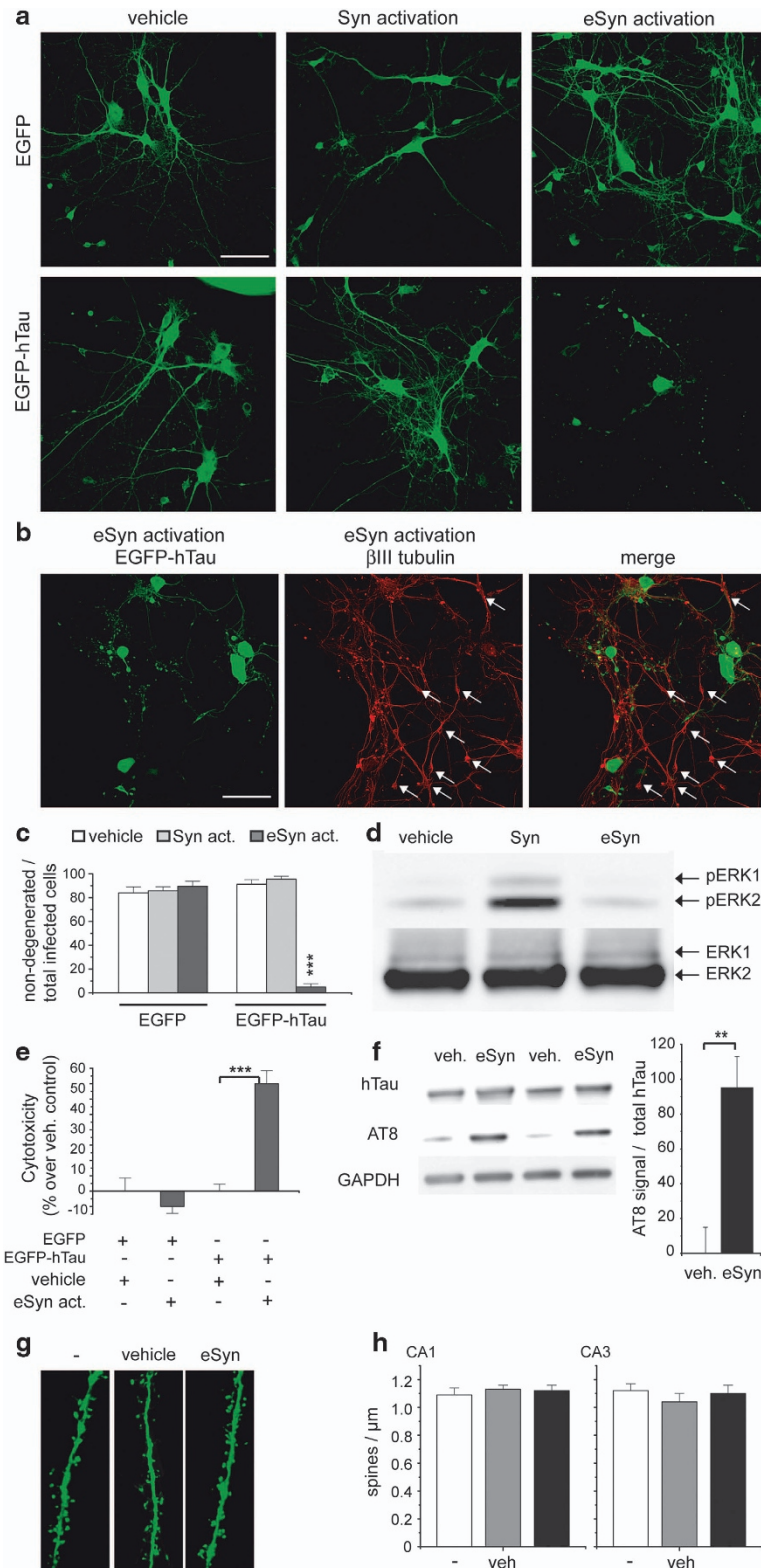 a
vehicle Syn activation eSyn activation
EGFP
EGFP-hTau
b
eSyn activation eSyn activation
EGFP-hTau βIII tubulin merge
c
vehicle Syn act. eSyn act.
non-degenerated /
total infected cells
100
80
60
40
20
0
***
EGFP EGFP-hTau
d
vehicle Syn eSyn
pERK1
pERK2
ERK1
ERK2
e
Cytotoxicity
(% over veh. control)
60
50
40
30
20
10
0
-10
***
EGFP + + - -
EGFP-hTau - - + +
vehicle + - + -
eSyn act. - + - +
f
veh. eSyn veh. eSyn
hTau
AT8
GAPDH
AT8 signal / total hTau
120
100
80
60
40
20
0
**
veh. eSyn
g
- vehicle eSyn
h
CA1 CA3
spines / µm
1.2
1.0
0.8
0.6
0.4
0.2
0
- veh
- veh